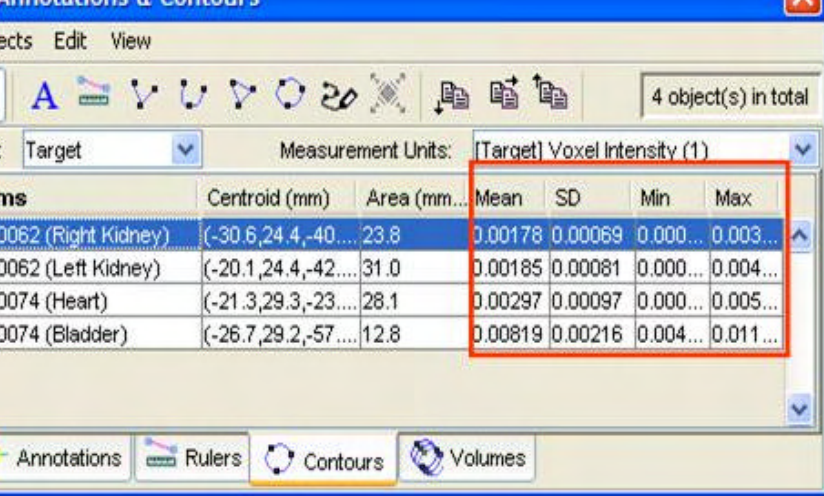 Annotations & Contours
ects Edit View
A 4 object(s) in total
: Target Measurement Units: [Target] Voxel Intensity (1)
ms Centroid (mm) Area (mm... Mean SD Min Max
0062 (Right Kidney) (-30.6,24.4,-40.... 23.8 0.00178 0.00069 0.000... 0.003...
0062 (Left Kidney) (-20.1,24.4,-42.... 31.0 0.00185 0.00081 0.000... 0.004...
0074 (Heart) (-21.3,29.3,-23.... 28.1 0.00297 0.00097 0.000... 0.005...
0074 (Bladder) (-26.7,29.2,-57.... 12.8 0.00819 0.00216 0.004... 0.011...
Annotations Rulers Contours Volumes